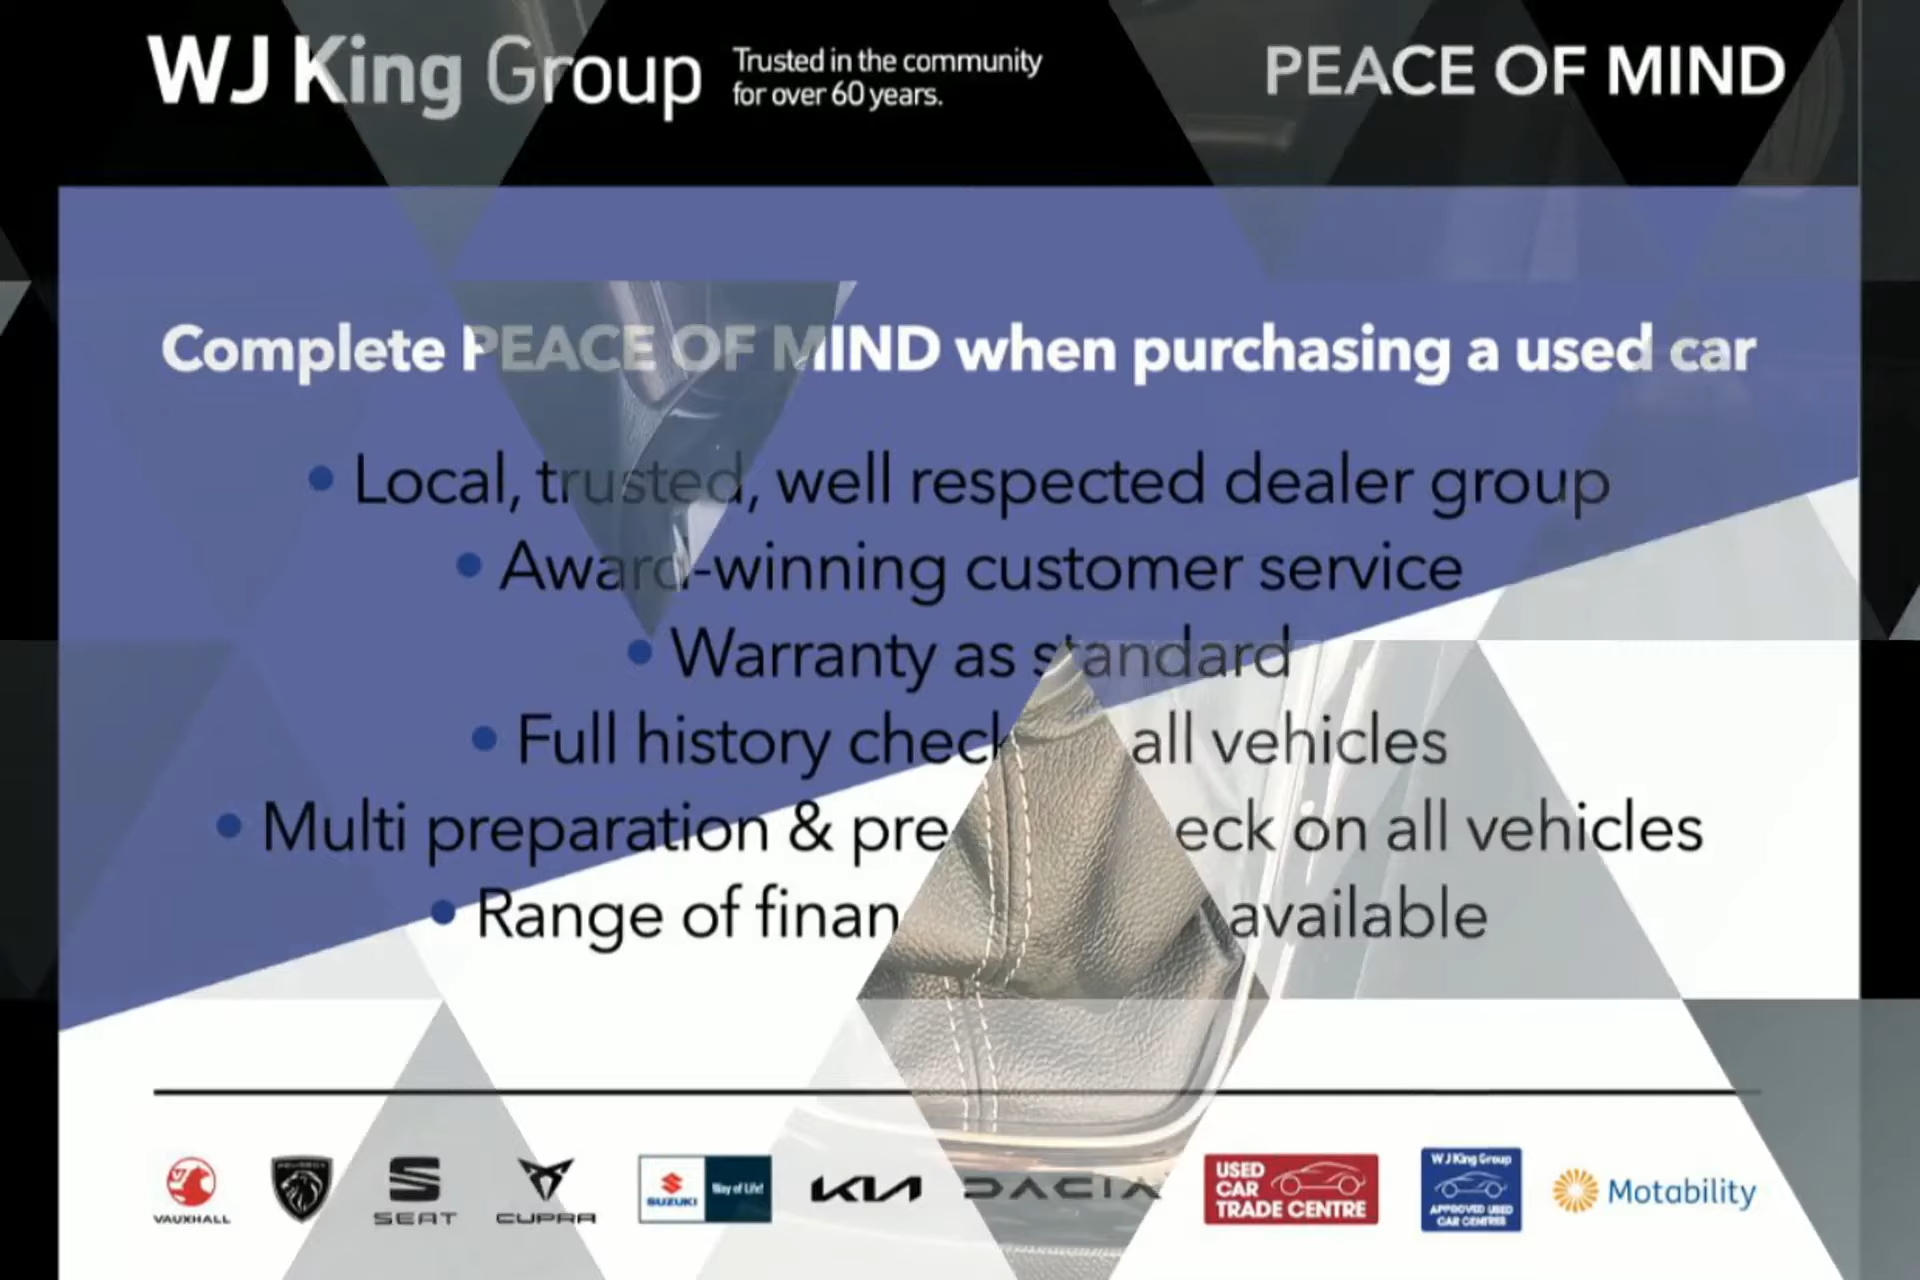 WJ King Group
Trusted in the community
for over 60 years.
PEACE OF MIND
Complete PEACE OF MIND when purchasing a used car
• Local, trusted, well respected dealer group
• Award-winning customer service
• Warranty as standard
• Full history check all vehicles
• Multi preparation & pre eck on all vehicles
• Range of finan available
VAUXHALL
PEUGEOT
SEAT
CUPRA
SUZUKI
Way of Life!
KIA
DACIA
USED
CAR
TRADE CENTRE
WJ King Group
APPROVED USED
CAR CENTRES
Motability